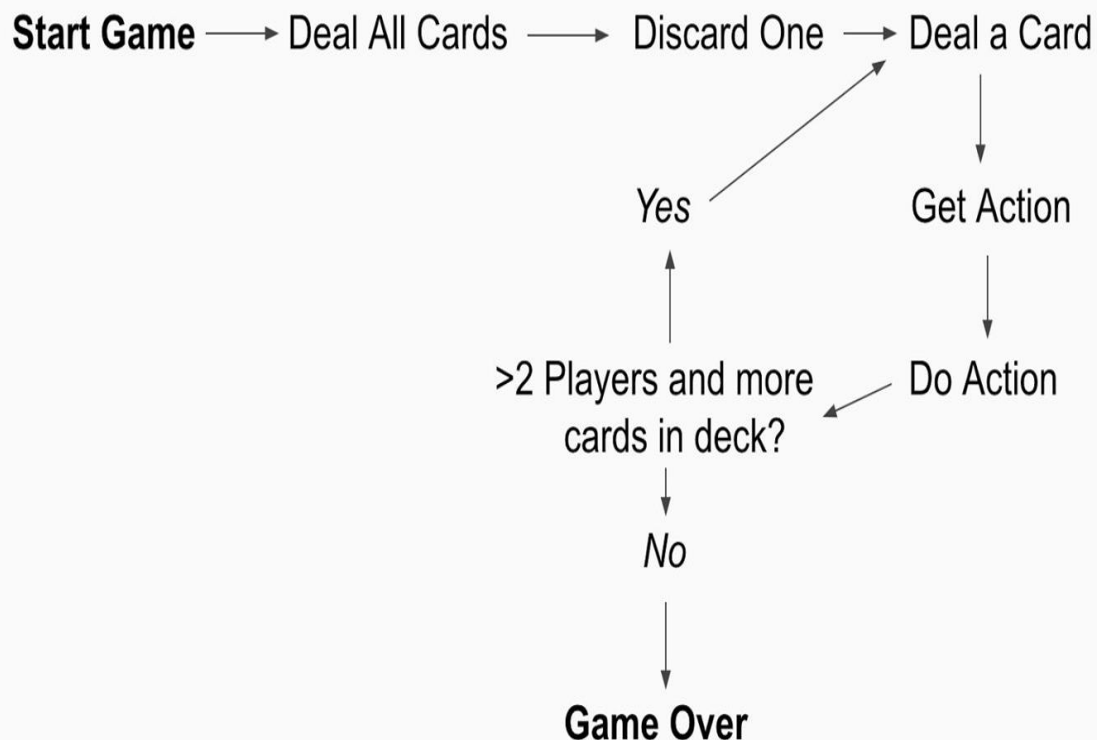 Start Game
Deal All Cards
Discard One
Deal a Card
Yes
Get Action
>2 Players and more
cards in deck?
Do Action
No
Game Over